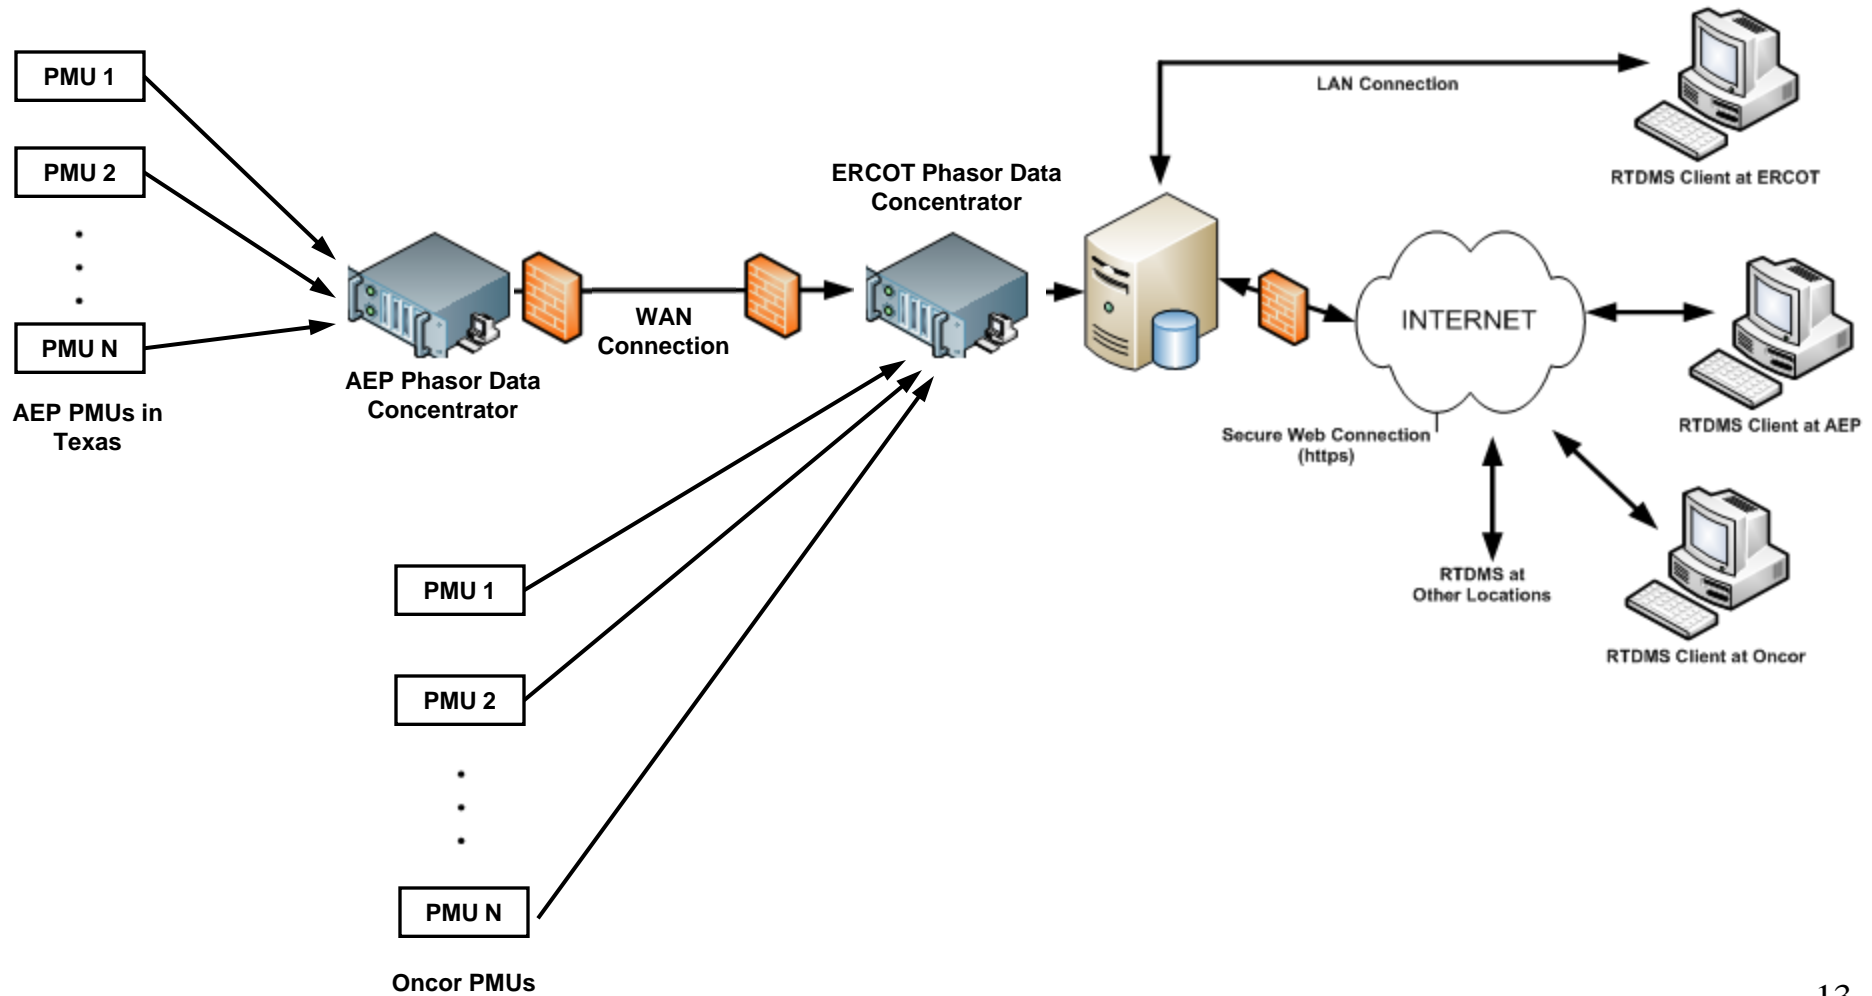 PMU 1
PMU 2
PMU N
AEP PMUs in
Texas
AEP Phasor Data
Concentrator
WAN
Connection
ERCOT Phasor Data
Concentrator
LAN Connection
RTDMS Client at ERCOT
INTERNET
Secure Web Connection
(https)
RTDMS Client at AEP
RTDMS at
Other Locations
RTDMS Client at Oncor
PMU 1
PMU 2
PMU N
Oncor PMUs
13